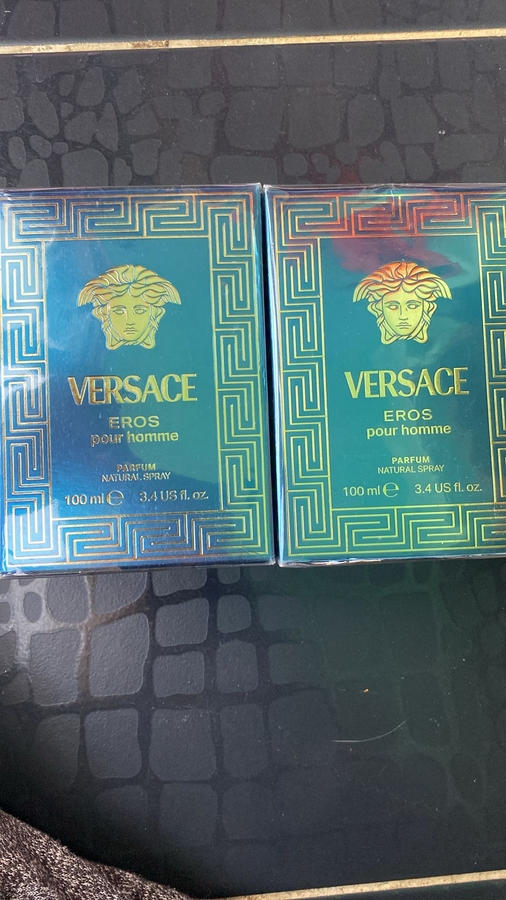 VERSACE
EROS
pour homme
PARFUM
NATURAL SPRAY
100 ml ℮ 3.4 US fl. oz.
VERSACE
EROS
pour homme
PARFUM
NATURAL SPRAY
100 ml ℮ 3.4 US fl. oz.